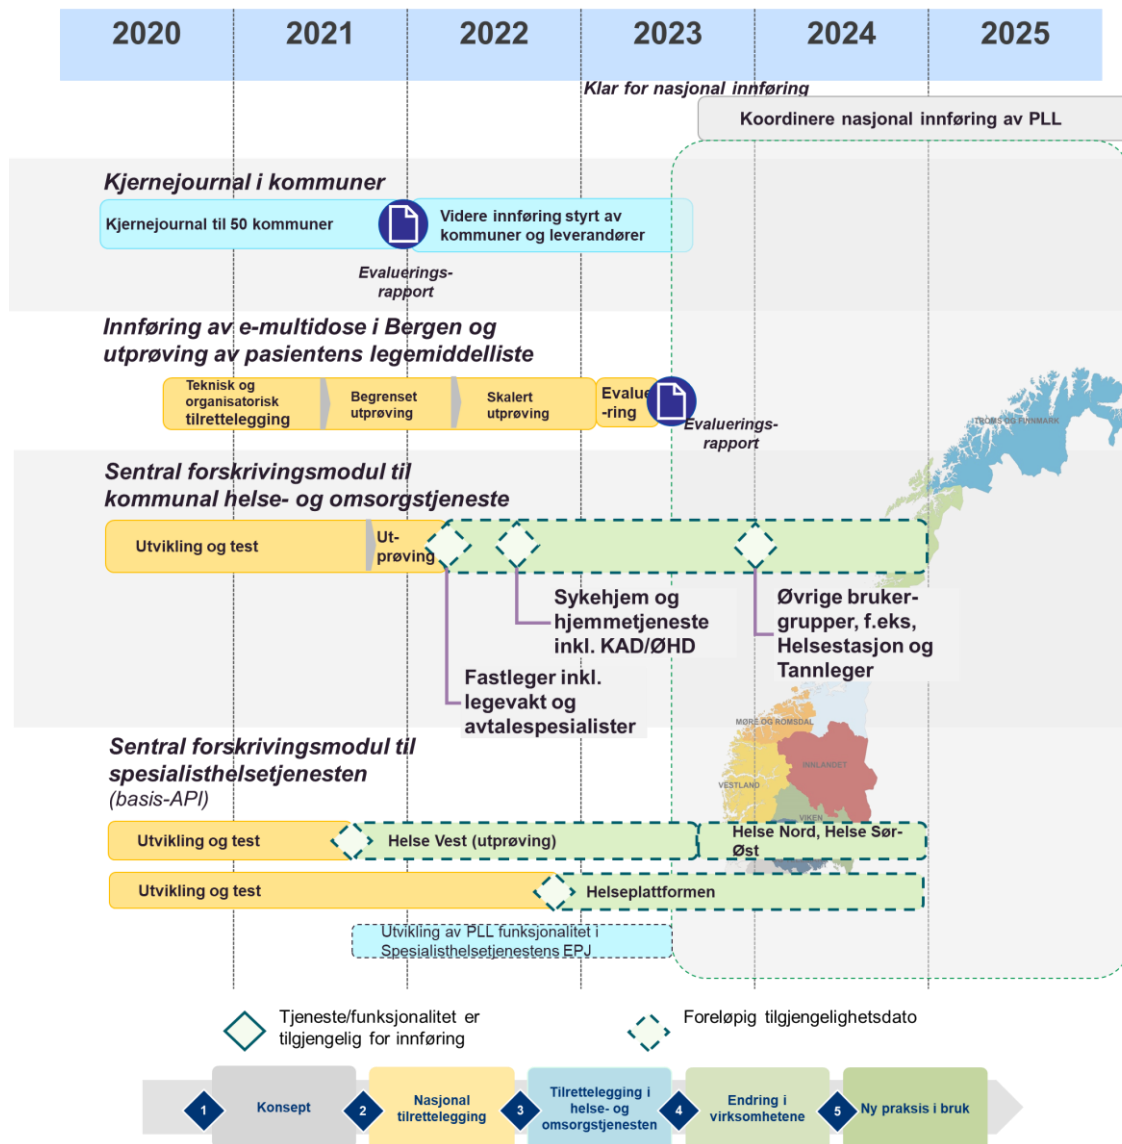 2020 2021 2022 2023 2024 2025
Klar for nasjonal innføring
Koordinere nasjonal innføring av PLL
Kjernejournal i kommuner
Kjernejournal til 50 kommuner
Videre innføring styrt av
kommuner og leverandører
Evaluerings-
rapport
Innføring av e-multidose i Bergen og
utprøving av pasientens legemiddelliste
Teknisk og
organisatorisk
tilrettelegging
Begrenset
utprøving
Skalert
utprøving
Evalue
-ring
Evaluerings-
rapport
TROMS OG FINNMARK
Sentral forskrivingsmodul til
kommunal helse- og omsorgstjeneste
Utvikling og test
Ut-
prøving
Sykehjem og
hjemmetjeneste
inkl. KAD/ØHD
Øvrige bruker-
grupper, f.eks,
Helsestasjon og
Tannleger
Fastleger inkl.
legevakt og
avtalespesialister
MØRE OG ROMSDAL
INNLANDET
VESTLAND
VIKEN
Sentral forskrivingsmodul til
spesialisthelsetjenesten
(basis-API)
Utvikling og test
Helse Vest (utprøving)
Helse Nord, Helse Sør-
Øst
Utvikling og test
Helseplattformen
Utvikling av PLL funksjonalitet i
Spesialisthelsetjenestens EPJ
Tjeneste/funksjonalitet er
tilgjengelig for innføring
Foreløpig tilgjengelighetsdato
1
Konsept
2
Nasjonal
tilrettelegging
3
Tilrettelegging i
helse- og
omsorgstjenesten
4
Endring i
virksomhetene
5
Ny praksis i bruk